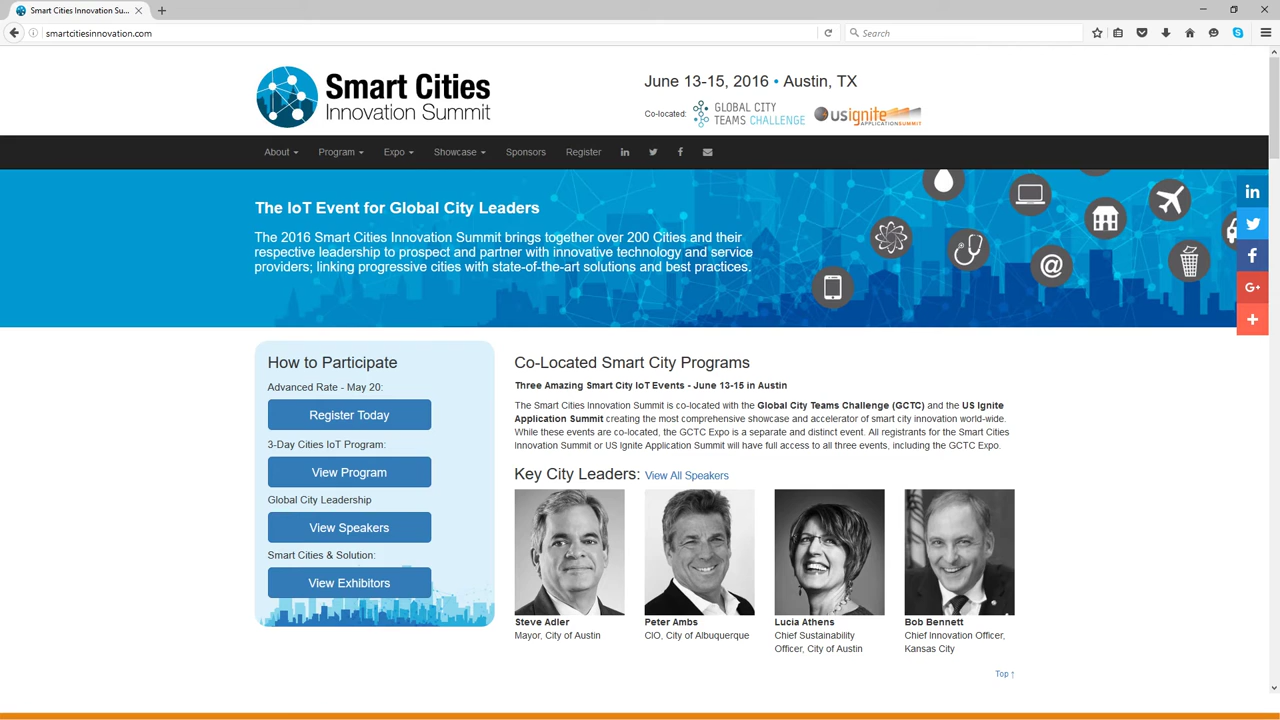 Smart Cities Innovation Su...
smartcitiesinnovation.com
Search
Smart Cities
Innovation Summit
June 13-15, 2016 • Austin, TX
Co-located:
GLOBAL CITY
TEAMS CHALLENGE
usignite
APPLICATION SUMMIT
About Program Expo Showcase Sponsors Register
The IoT Event for Global City Leaders
The 2016 Smart Cities Innovation Summit brings together over 200 Cities and their
respective leadership to prospect and partner with innovative technology and service
providers; linking progressive cities with state-of-the-art solutions and best practices.
How to Participate
Advanced Rate - May 20:
Register Today
3-Day Cities IoT Program:
View Program
Global City Leadership
View Speakers
Smart Cities & Solution:
View Exhibitors
Co-Located Smart City Programs
Three Amazing Smart City IoT Events - June 13-15 in Austin
The Smart Cities Innovation Summit is co-located with the Global City Teams Challenge (GCTC) and the US Ignite
Application Summit creating the most comprehensive showcase and accelerator of smart city innovation world-wide.
While these events are co-located, the GCTC Expo is a separate and distinct event. All registrants for the Smart Cities
Innovation Summit or US Ignite Application Summit will have full access to all three events, including the GCTC Expo.
Key City Leaders: View All Speakers
Steve Adler
Mayor, City of Austin
Peter Ambs
CIO, City of Albuquerque
Lucia Athens
Chief Sustainability
Officer, City of Austin
Bob Bennett
Chief Innovation Officer,
Kansas City
Top ↑